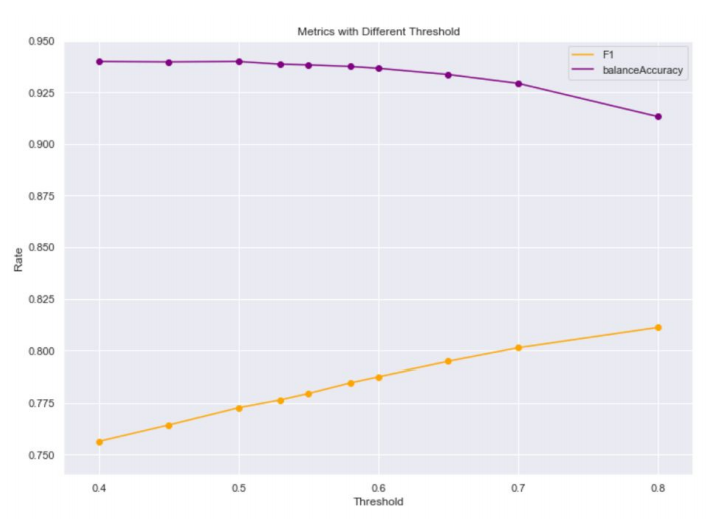 Metrics with Different Threshold
F1
balanceAccuracy
0.950
0.925
0.900
0.875
0.850
0.825
0.800
0.775
0.750
Rate
0.4 0.5 0.6 0.7 0.8
Threshold